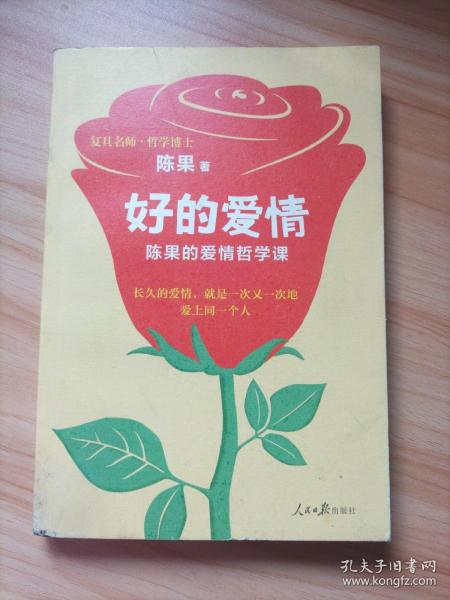 复旦名师·哲学博士
陈果 著
好的爱情
陈果的爱情哲学课
长久的爱情，就是一次又一次地
爱上同一个人
人民日报出版社
孔夫子旧书网
www.kongfz.com